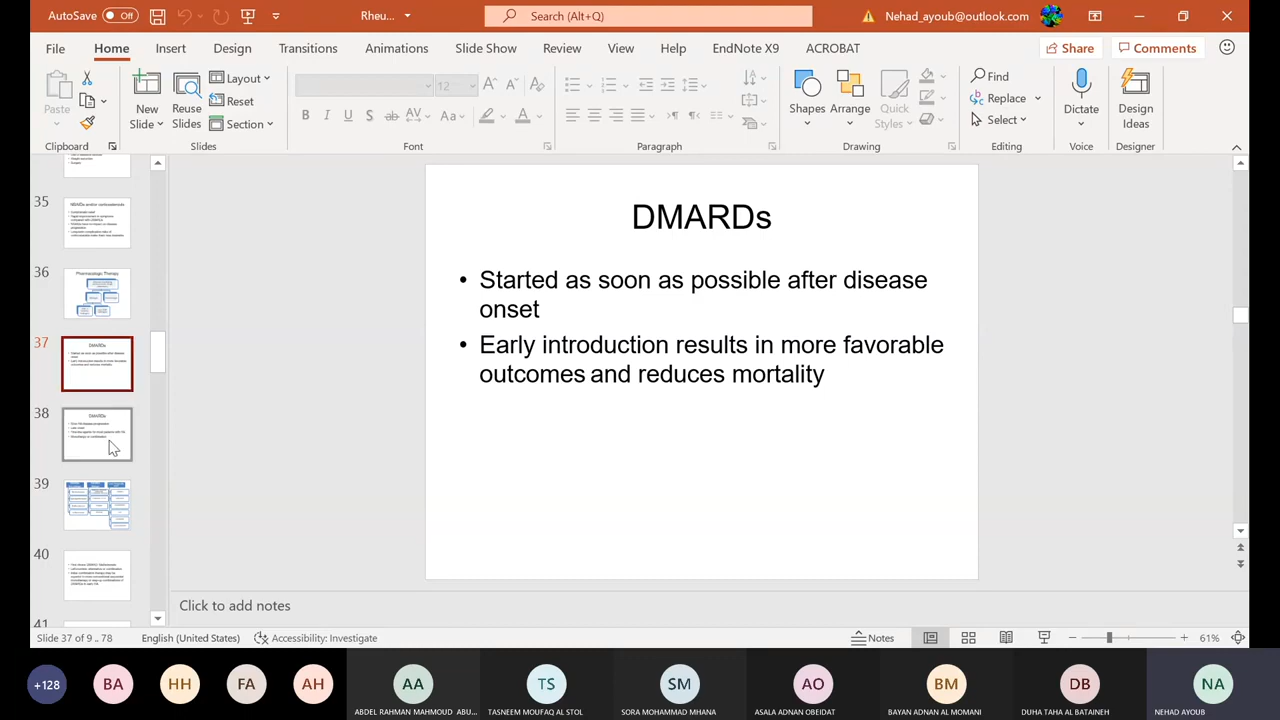 AutoSave Off Rheu... Search (Alt+Q) Nehad_ayoub@outlook.com
File Home Insert Design Transitions Animations Slide Show Review View Help EndNote X9 ACROBAT Share Comments
Paste New Slide Reuse Slides Layout Reset Section 12 Shapes Arrange Quick Styles Find Replace Select Dictate Design Ideas
Clipboard Slides Font Paragraph Drawing Editing Voice Designer
35
36
Pharmacologic Therapy
37
DMARDs
38
DMARDs
39
40
41
DMARDs
• Started as soon as possible after disease
onset
• Early introduction results in more favorable
outcomes and reduces mortality
Click to add notes
Slide 37 of 9 .. 78 English (United States) Accessibility: Investigate Notes 61%
+128 BA HH FA AH AA TS SM AO BM DB NA
ABDEL RAHMAN MAHMOUD ABU... TASNEEM MOUFAQ AL STOL SORA MOHAMMAD MHANA ASALA ADNAN OBEIDAT BAYAN ADNAN AL MOMANI DUHA TAHA AL BATAINEH NEHAD AYOUB